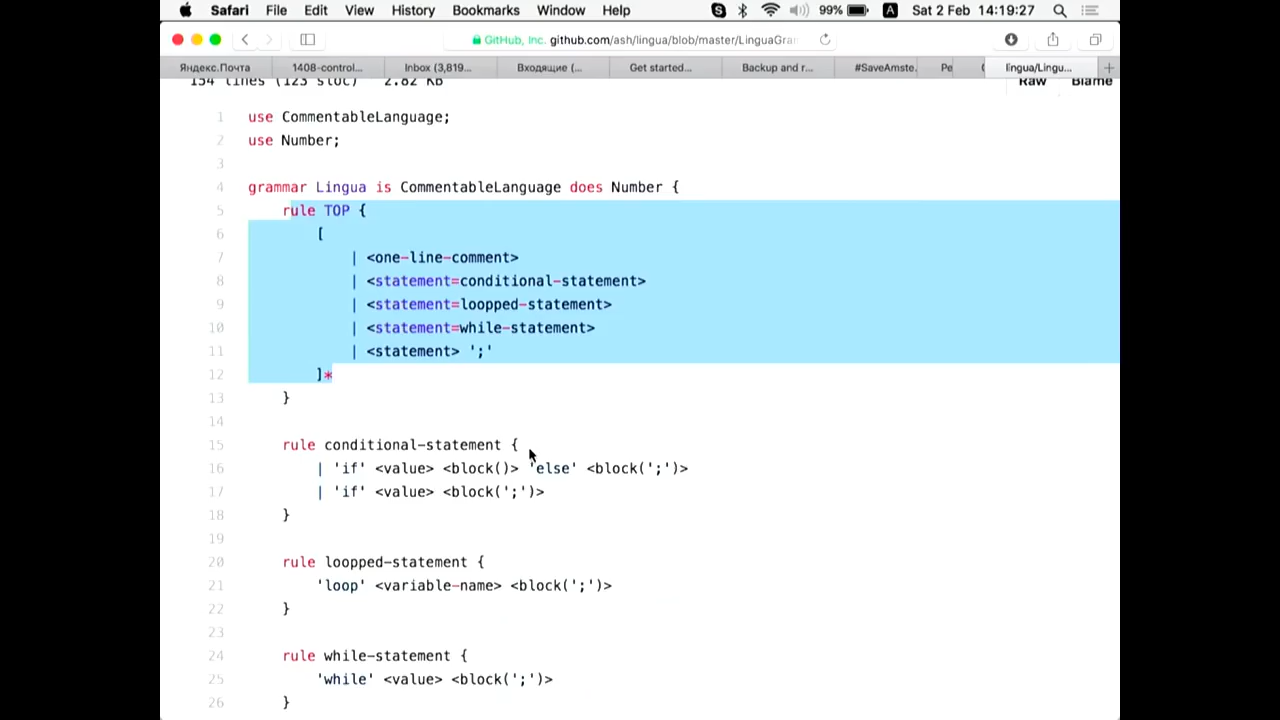 Safari File Edit View History Bookmarks Window Help 99% A Sat 2 Feb 14:19:27
GitHub, Inc. github.com/ash/lingua/blob/master/LinguaGra
Яндекс.Почта 1408-control... Inbox (3,819... Входящие (... Get started... Backup and r... #SaveAmste. Pe lingua/Lingu...
154 lines (123 sloc) 2.82 KB Raw Blame
1 use CommentableLanguage;
2 use Number;
3
4 grammar Lingua is CommentableLanguage does Number {
5 rule TOP {
6 [
7 | <one-line-comment>
8 | <statement=conditional-statement>
9 | <statement=loopped-statement>
10 | <statement=while-statement>
11 | <statement> ';'
12 ]*
13 }
14
15 rule conditional-statement {
16 | 'if' <value> <block()> 'else' <block(';')>
17 | 'if' <value> <block(';')>
18 }
19
20 rule loopped-statement {
21 'loop' <variable-name> <block(';')>
22 }
23
24 rule while-statement {
25 'while' <value> <block(';')>
26 }